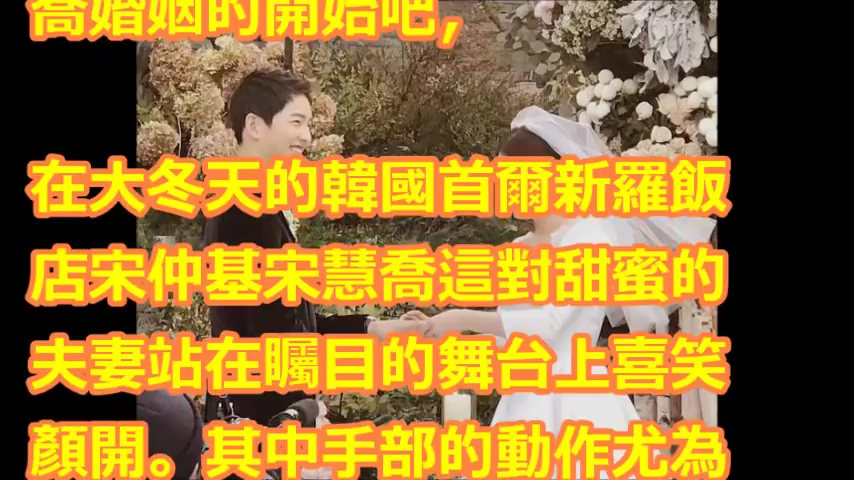 喬婚姻的開始吧，
在大冬天的韓國首爾新羅飯
店宋仲基宋慧喬這對甜蜜的
夫妻站在矚目的舞台上喜笑
顏開。其中手部的動作尤為